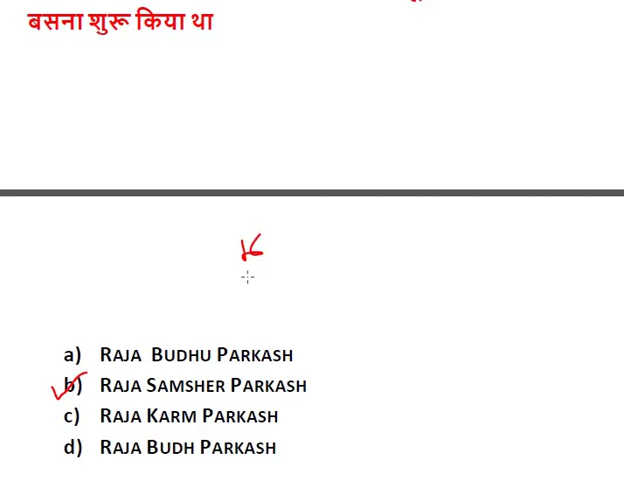 बसना शुरू किया था
a) RAJA BUDHU PARKASH
b) RAJA SAMSHER PARKASH
c) RAJA KARM PARKASH
d) RAJA BUDH PARKASH